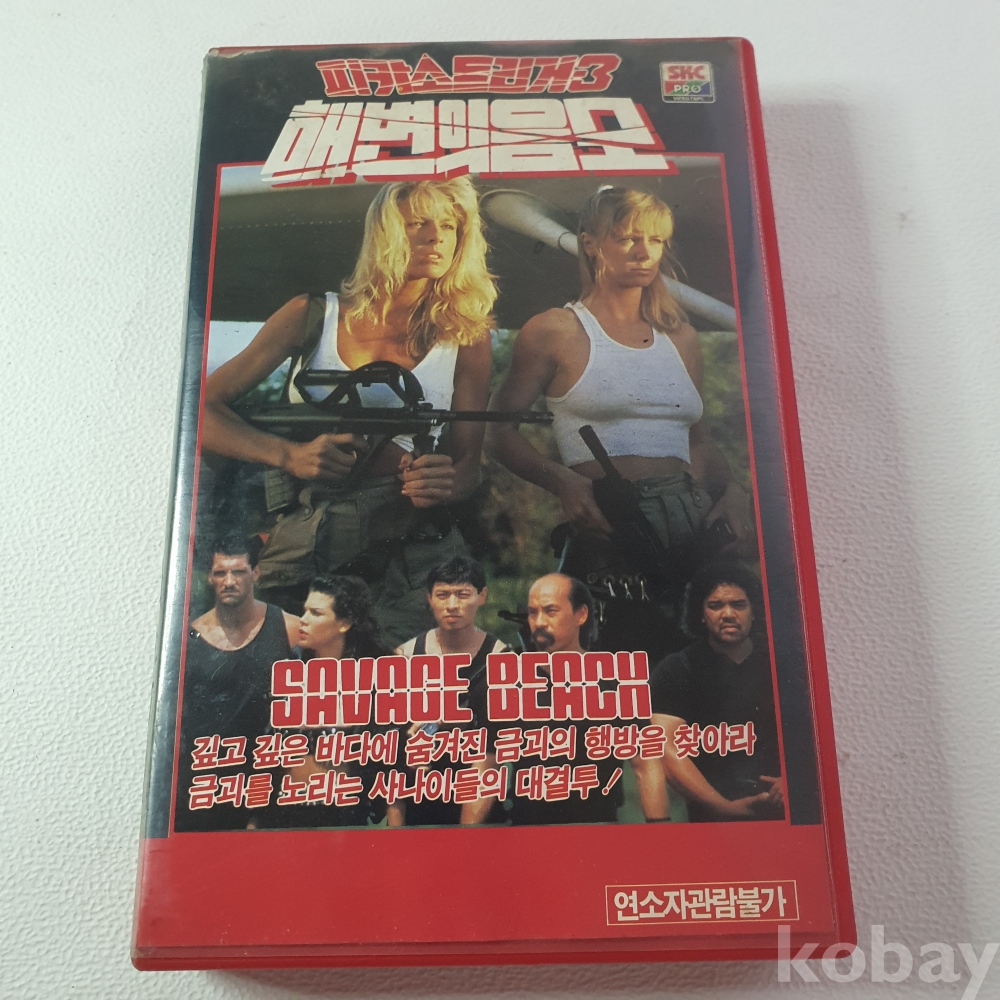 피카소트리거3
SKC
PRO
해변의음모
SAVAGE BEACH
깊고 깊은 바다에 숨겨진 금괴의 행방을 찾아라
금괴를 노리는 사나이들의 대결투!
연소자관람불가
kobay